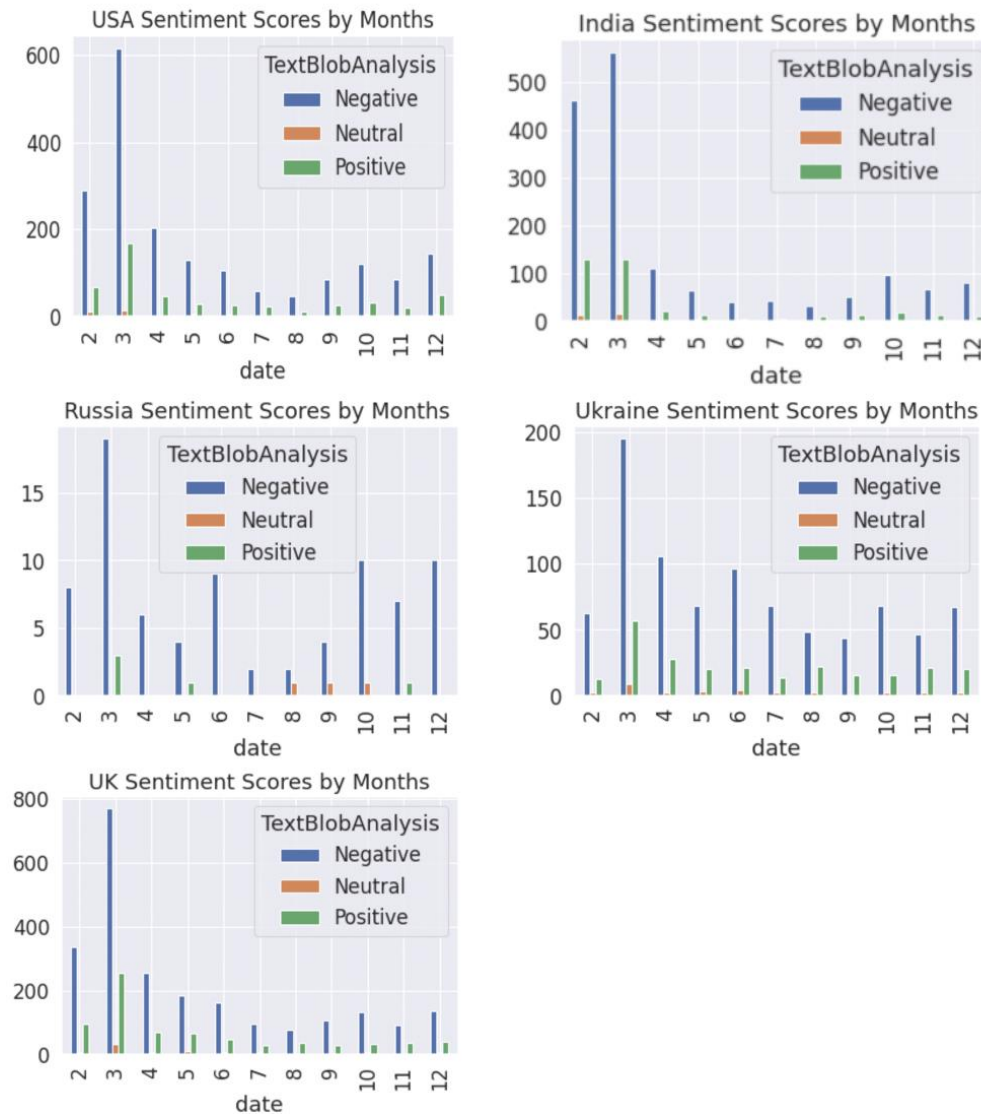 USA Sentiment Scores by Months
600
400
200
0
TextBlobAnalysis
Negative
Neutral
Positive
2 3 4 5 6 7 8 9 10 11 12
date
India Sentiment Scores by Months
500
400
300
200
100
0
TextBlobAnalysis
Negative
Neutral
Positive
2 3 4 5 6 7 8 9 10 11 12
date
Russia Sentiment Scores by Months
15
10
5
0
TextBlobAnalysis
Negative
Neutral
Positive
2 3 4 5 6 7 8 9 10 11 12
date
Ukraine Sentiment Scores by Months
200
150
100
50
0
TextBlobAnalysis
Negative
Neutral
Positive
2 3 4 5 6 7 8 9 10 11 12
date
UK Sentiment Scores by Months
800
600
400
200
0
TextBlobAnalysis
Negative
Neutral
Positive
2 3 4 5 6 7 8 9 10 11 12
date